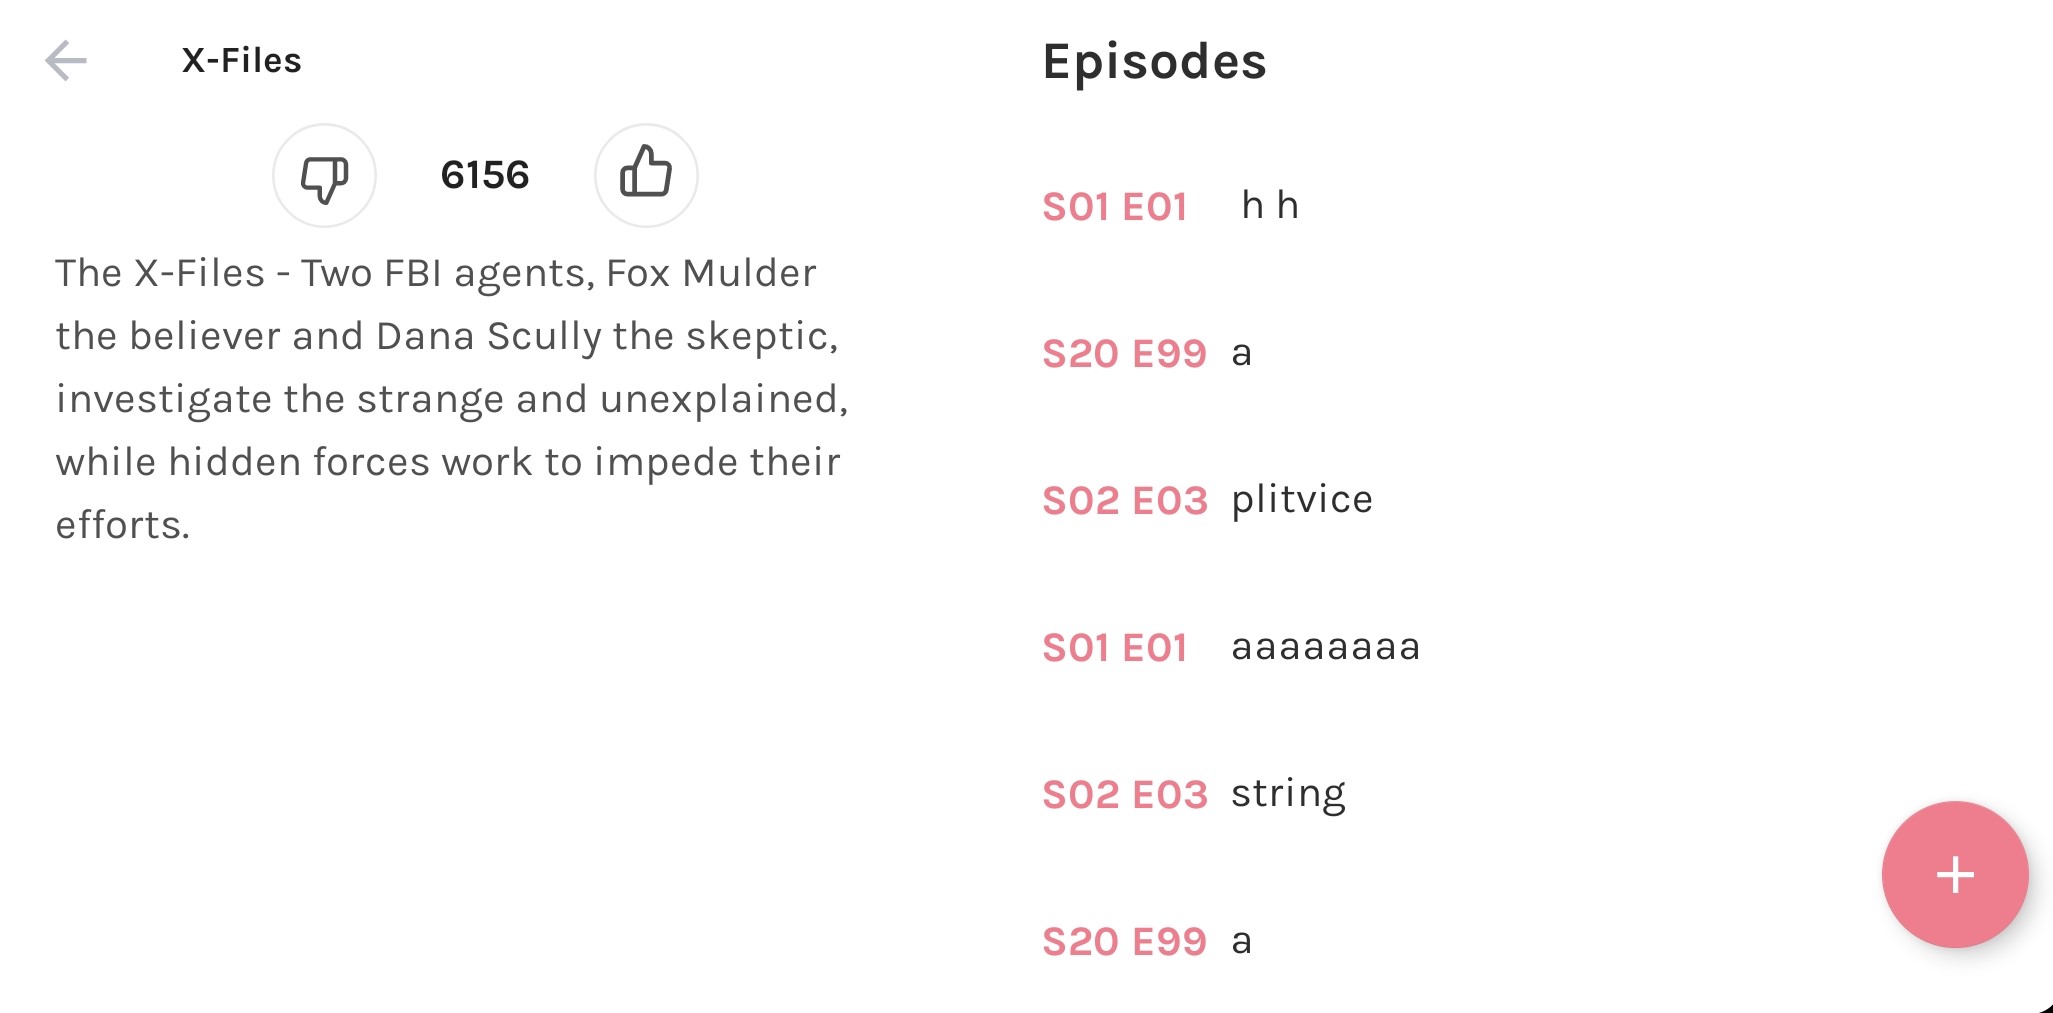 X-Files
6156
The X-Files - Two FBI agents, Fox Mulder
the believer and Dana Scully the skeptic,
investigate the strange and unexplained,
while hidden forces work to impede their
efforts.
Episodes
S01 E01 h h
S20 E99 a
S02 E03 plitvice
S01 E01 aaaaaaaa
S02 E03 string
S20 E99 a